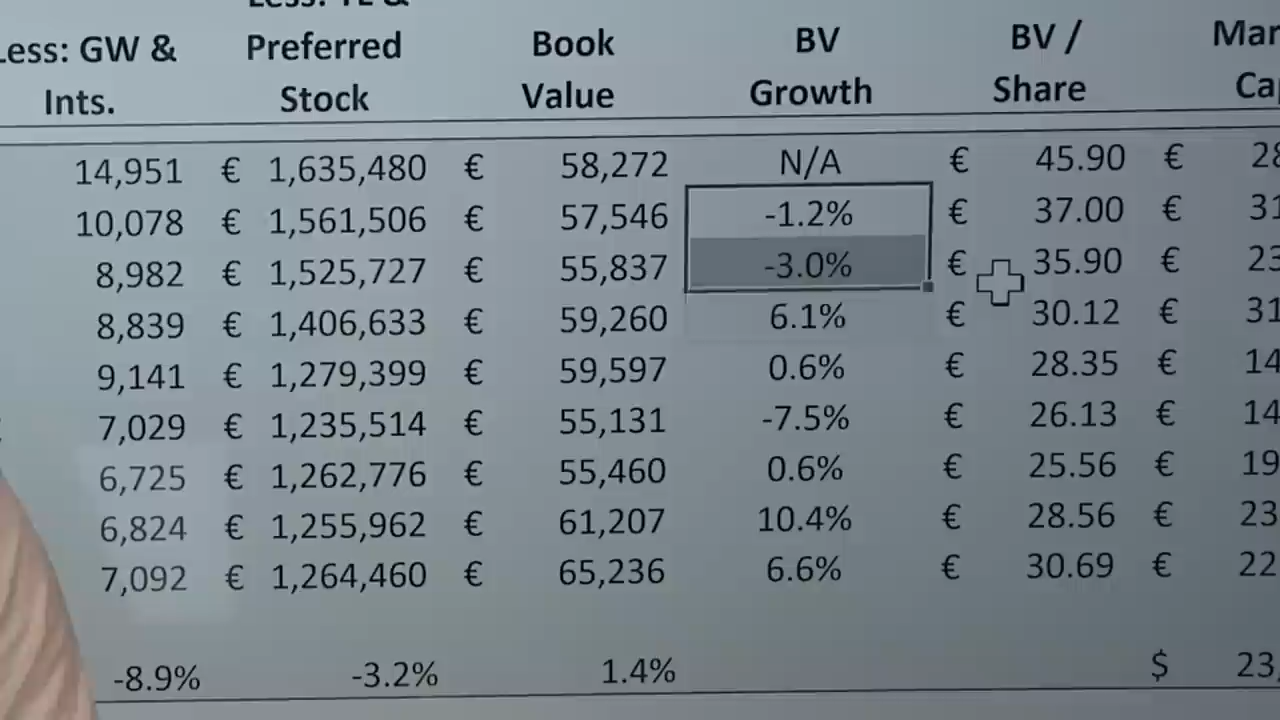 Less: GW & Preferred Book BV BV /
Ints. Stock Value Growth Share
14,951 € 1,635,480 € 58,272 N/A € 45.90 €
10,078 € 1,561,506 € 57,546 -1.2% € 37.00 €
8,982 € 1,525,727 € 55,837 -3.0% € 35.90 €
8,839 € 1,406,633 € 59,260 6.1% € 30.12 €
9,141 € 1,279,399 € 59,597 0.6% € 28.35 €
7,029 € 1,235,514 € 55,131 -7.5% € 26.13 €
6,725 € 1,262,776 € 55,460 0.6% € 25.56 €
6,824 € 1,255,962 € 61,207 10.4% € 28.56 €
7,092 € 1,264,460 € 65,236 6.6% € 30.69 €
-8.9% -3.2% 1.4% $